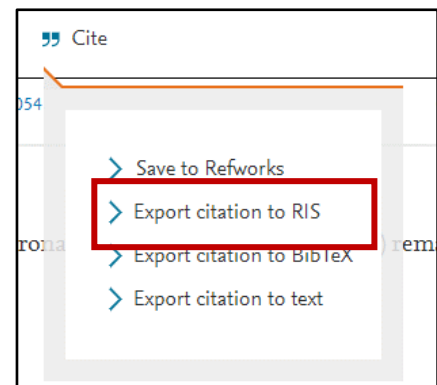 Cite
054
Save to Refworks
Export citation to RIS
Export citation to BibTeX
Export citation to text